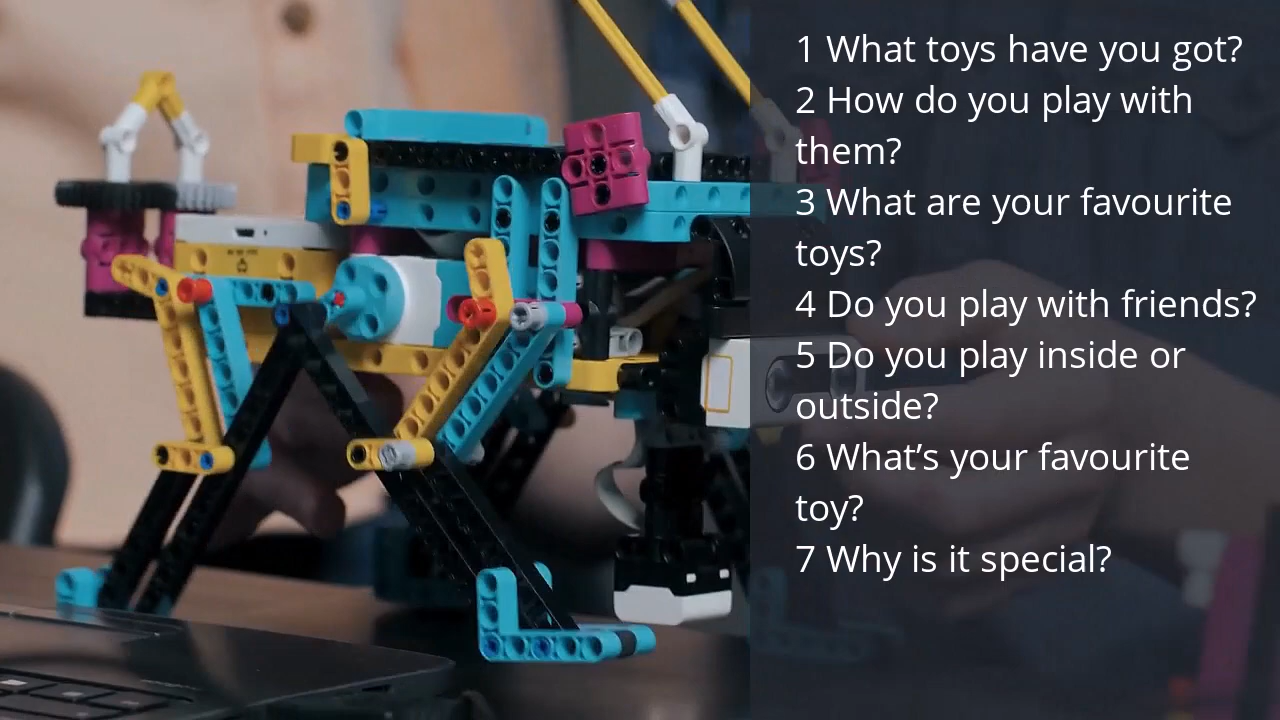 1 What toys have you got?
2 How do you play with
them?
3 What are your favourite
toys?
4 Do you play with friends?
5 Do you play inside or
outside?
6 What’s your favourite
toy?
7 Why is it special?